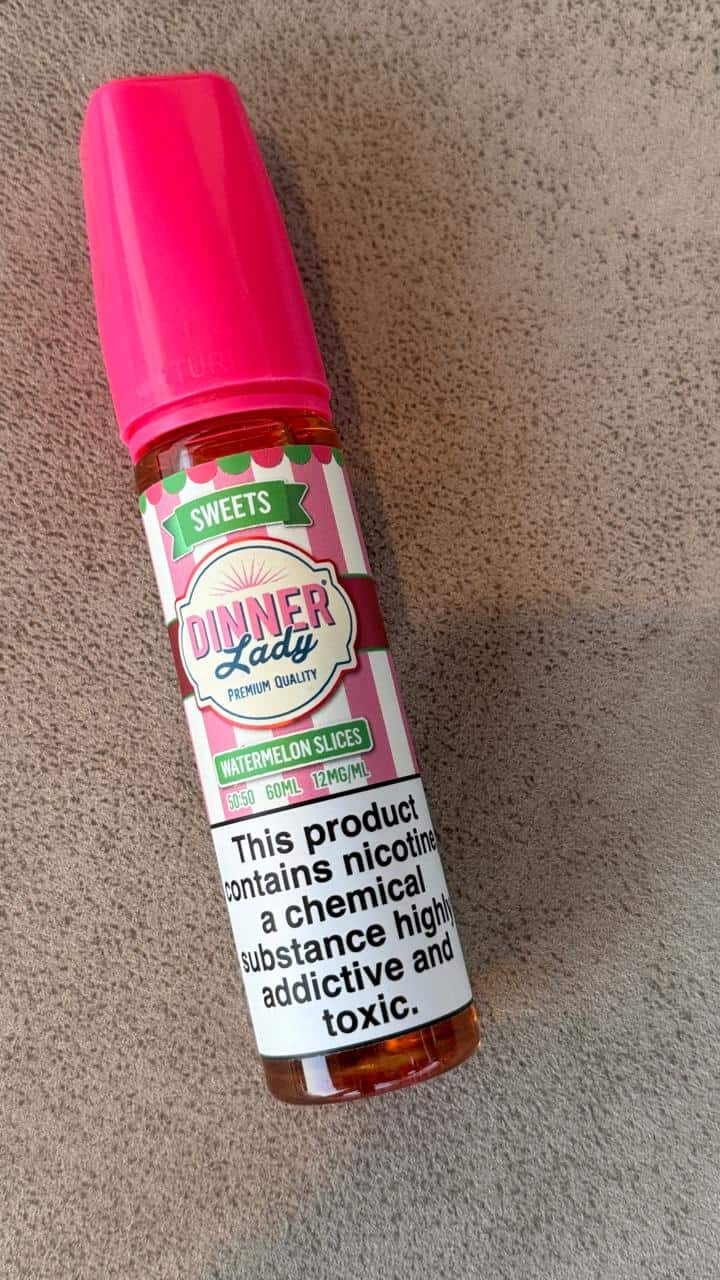 SWEETS
DINNER
Lady
PREMIUM QUALITY
WATERMELON SLICES
50:50 60ML 12MG/ML
This product
contains nicotine
a chemical
substance highly
addictive and
toxic.